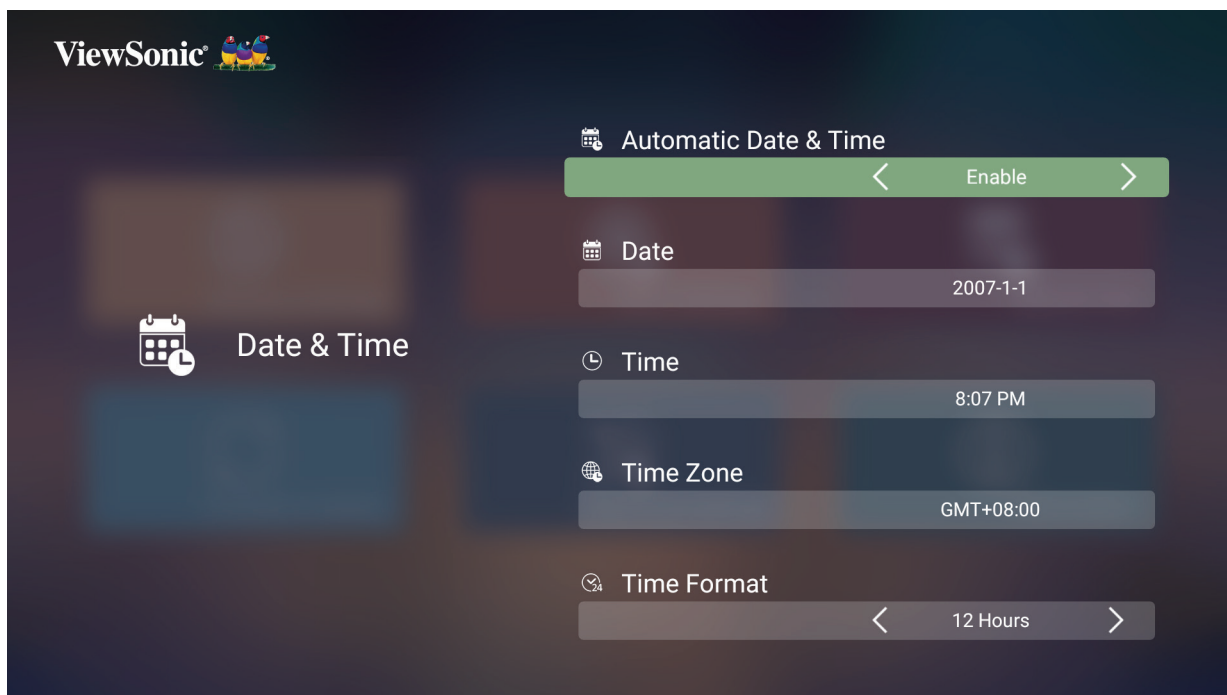 ViewSonic®
Automatic Date & Time
Enable
Date
2007-1-1
Date & Time
Time
8:07 PM
Time Zone
GMT+08:00
24
Time Format
12 Hours